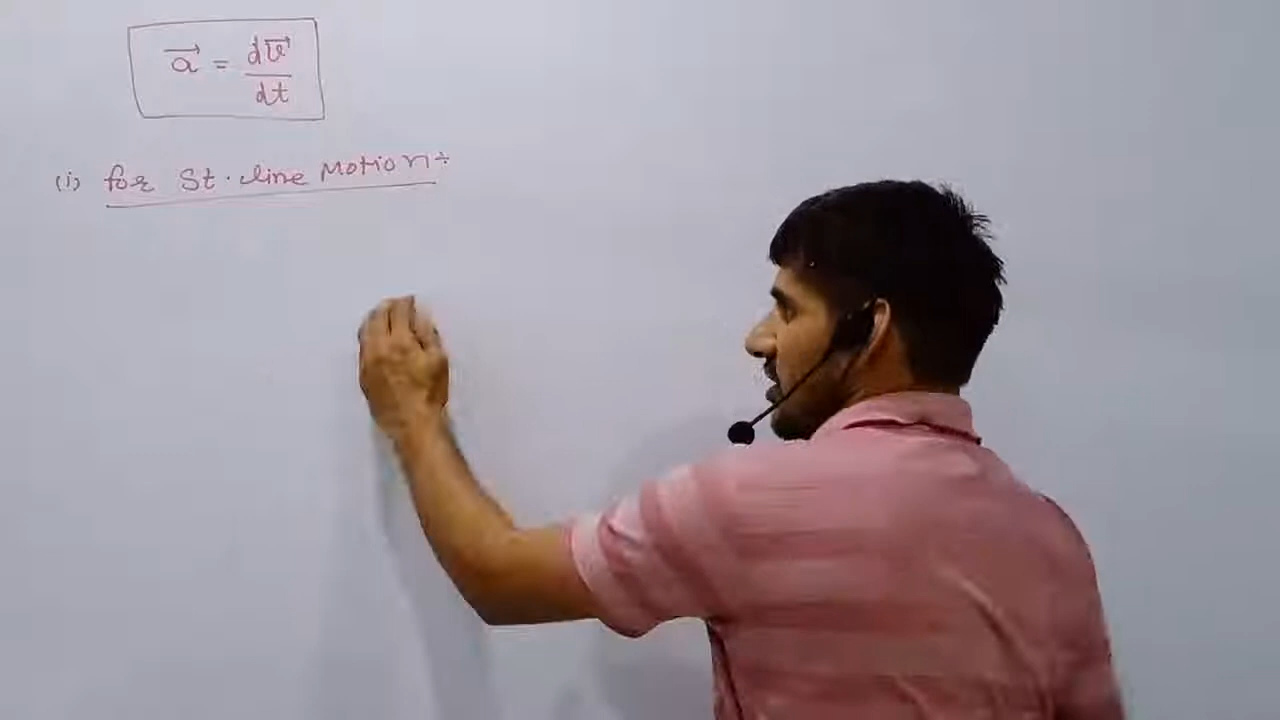 a⃗ = dv⃗/dt
(i) for St. line Motion ÷